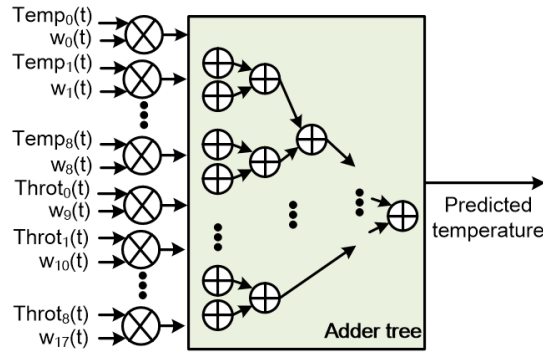 Temp₀(t)
w₀(t)
Temp₁(t)
w₁(t)
Temp₈(t)
w₈(t)
Throt₀(t)
w₉(t)
Throt₁(t)
w₁₀(t)
Throt₈(t)
w₁₇(t)
Adder tree
Predicted
temperature